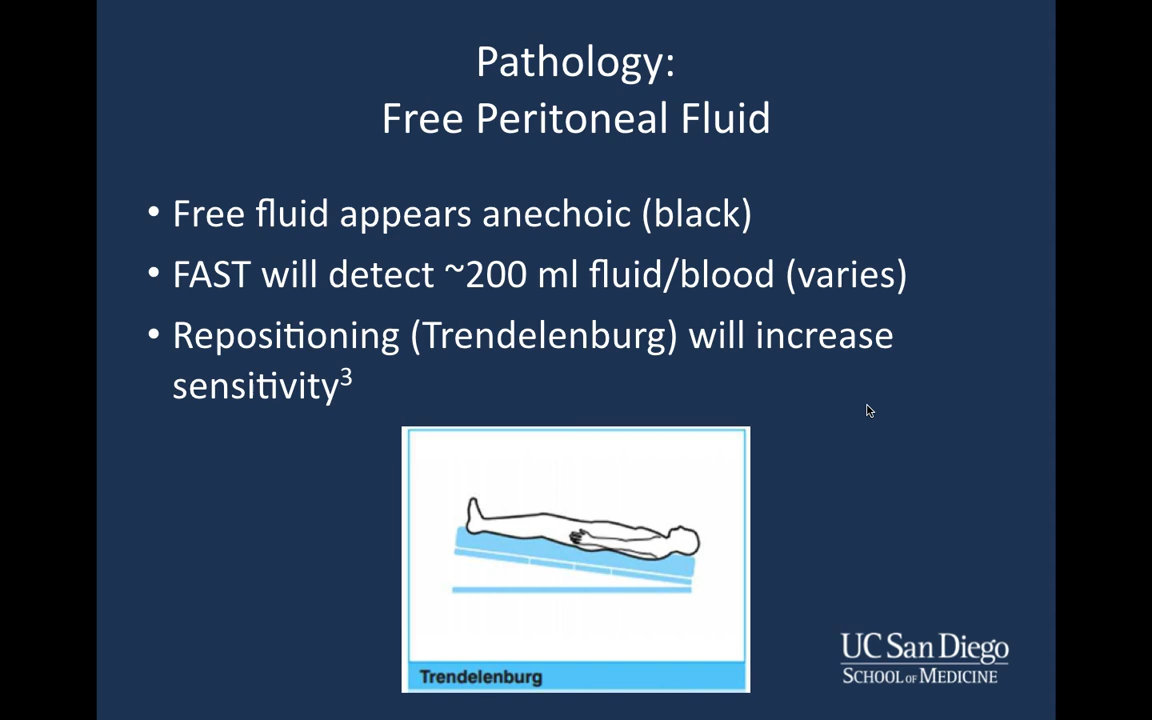 Pathology:
Free Peritoneal Fluid
• Free fluid appears anechoic (black)
• FAST will detect ~200 ml fluid/blood (varies)
• Repositioning (Trendelenburg) will increase
sensitivity³
Trendelenburg
UC San Diego
SCHOOL OF MEDICINE